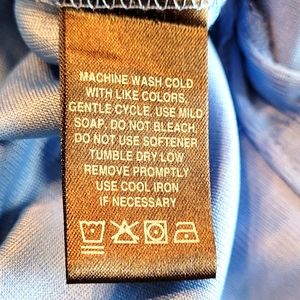 MACHINE WASH COLD
WITH LIKE COLORS,
GENTLE CYCLE. USE MILD
SOAP. DO NOT BLEACH.
DO NOT USE SOFTENER
TUMBLE DRY LOW
REMOVE PROMPTLY
USE COOL IRON
IF NECESSARY